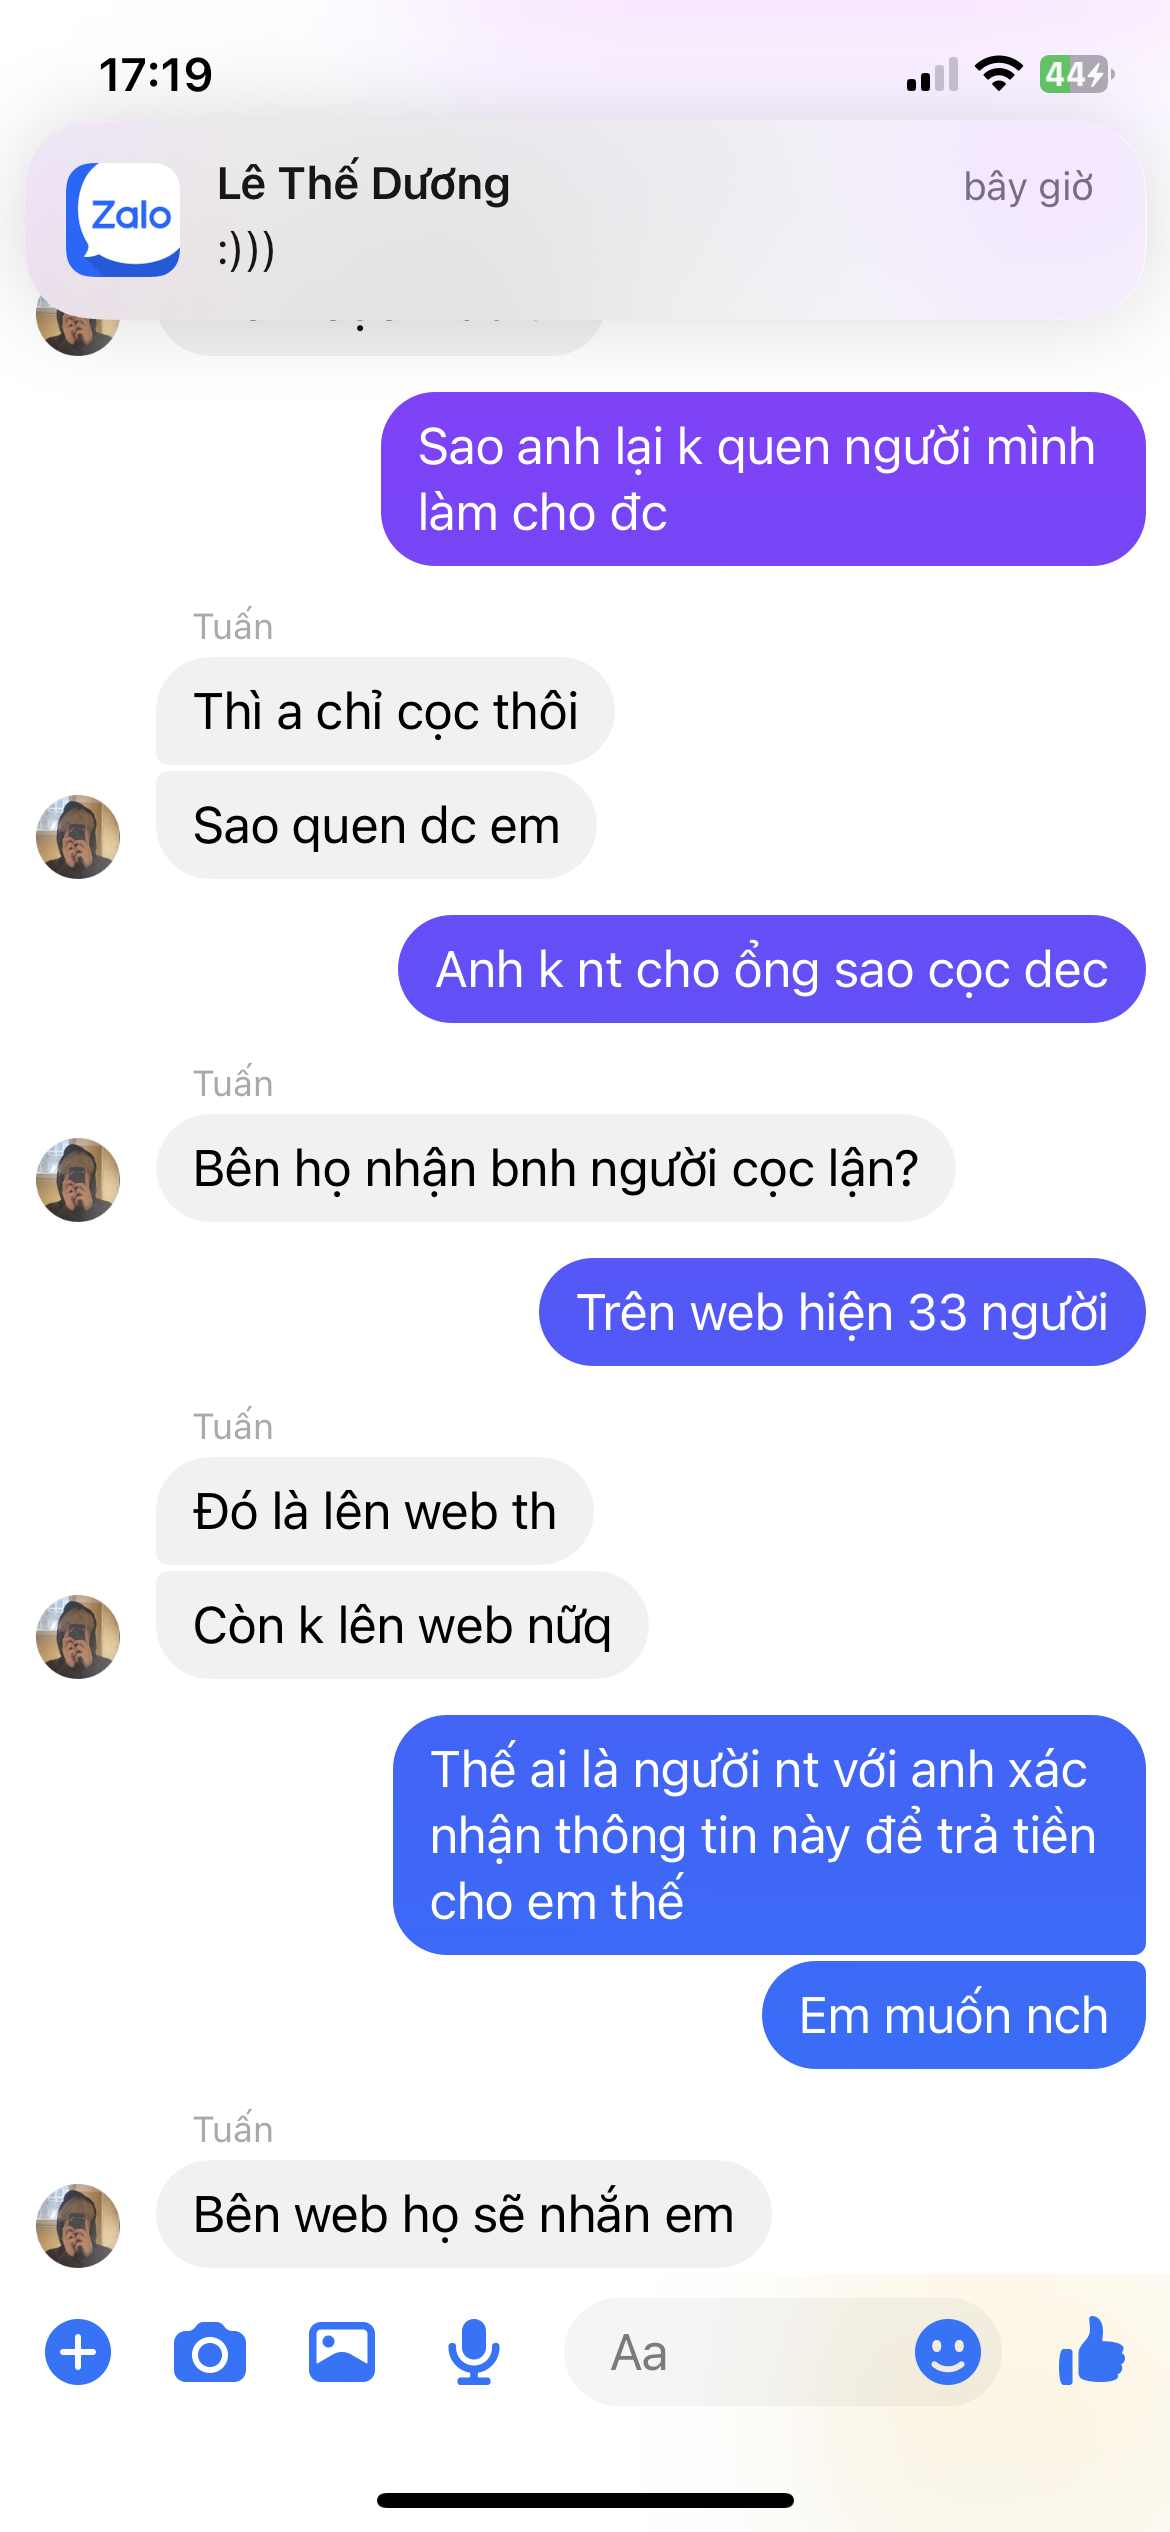 17:19
44
Zalo
Lê Thế Dương
bây giờ
:)))
Sao anh lại k quen người mình
làm cho đc
Tuấn
Thì a chỉ cọc thôi
Sao quen dc em
Anh k nt cho ổng sao cọc dec
Tuấn
Bên họ nhận bnh người cọc lận?
Trên web hiện 33 người
Tuấn
Đó là lên web th
Còn k lên web nữq
Thế ai là người nt với anh xác
nhận thông tin này để trả tiền
cho em thế
Em muốn nch
Tuấn
Bên web họ sẽ nhắn em
Aa